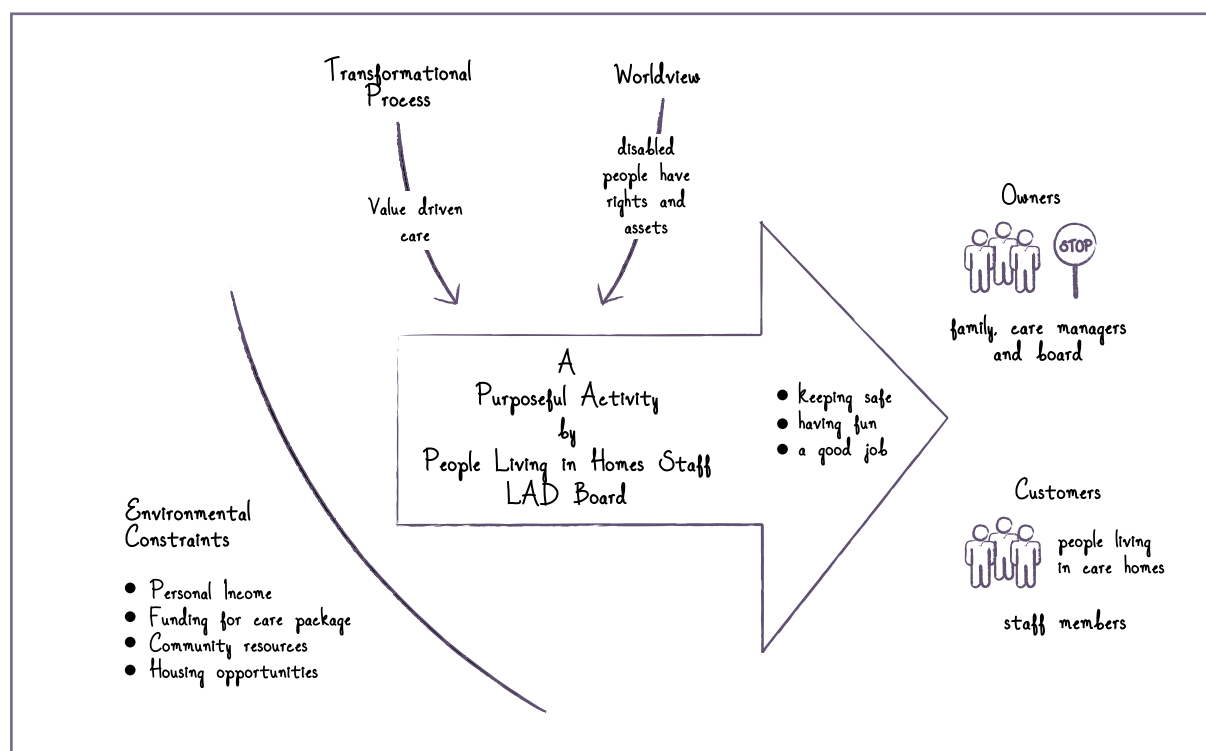 Transformational
Process
Value driven
care
Worldview
disabled
people have
rights and
assets
Owners
STOP
family, care managers
and board
A
Purposeful Activity
by
People Living in Homes Staff
LAD Board
keeping safe
having fun
a good job
Customers
people living
in care homes
staff members
Environmental
Constraints
Personal Income
Funding for care package
Community resources
Housing opportunities